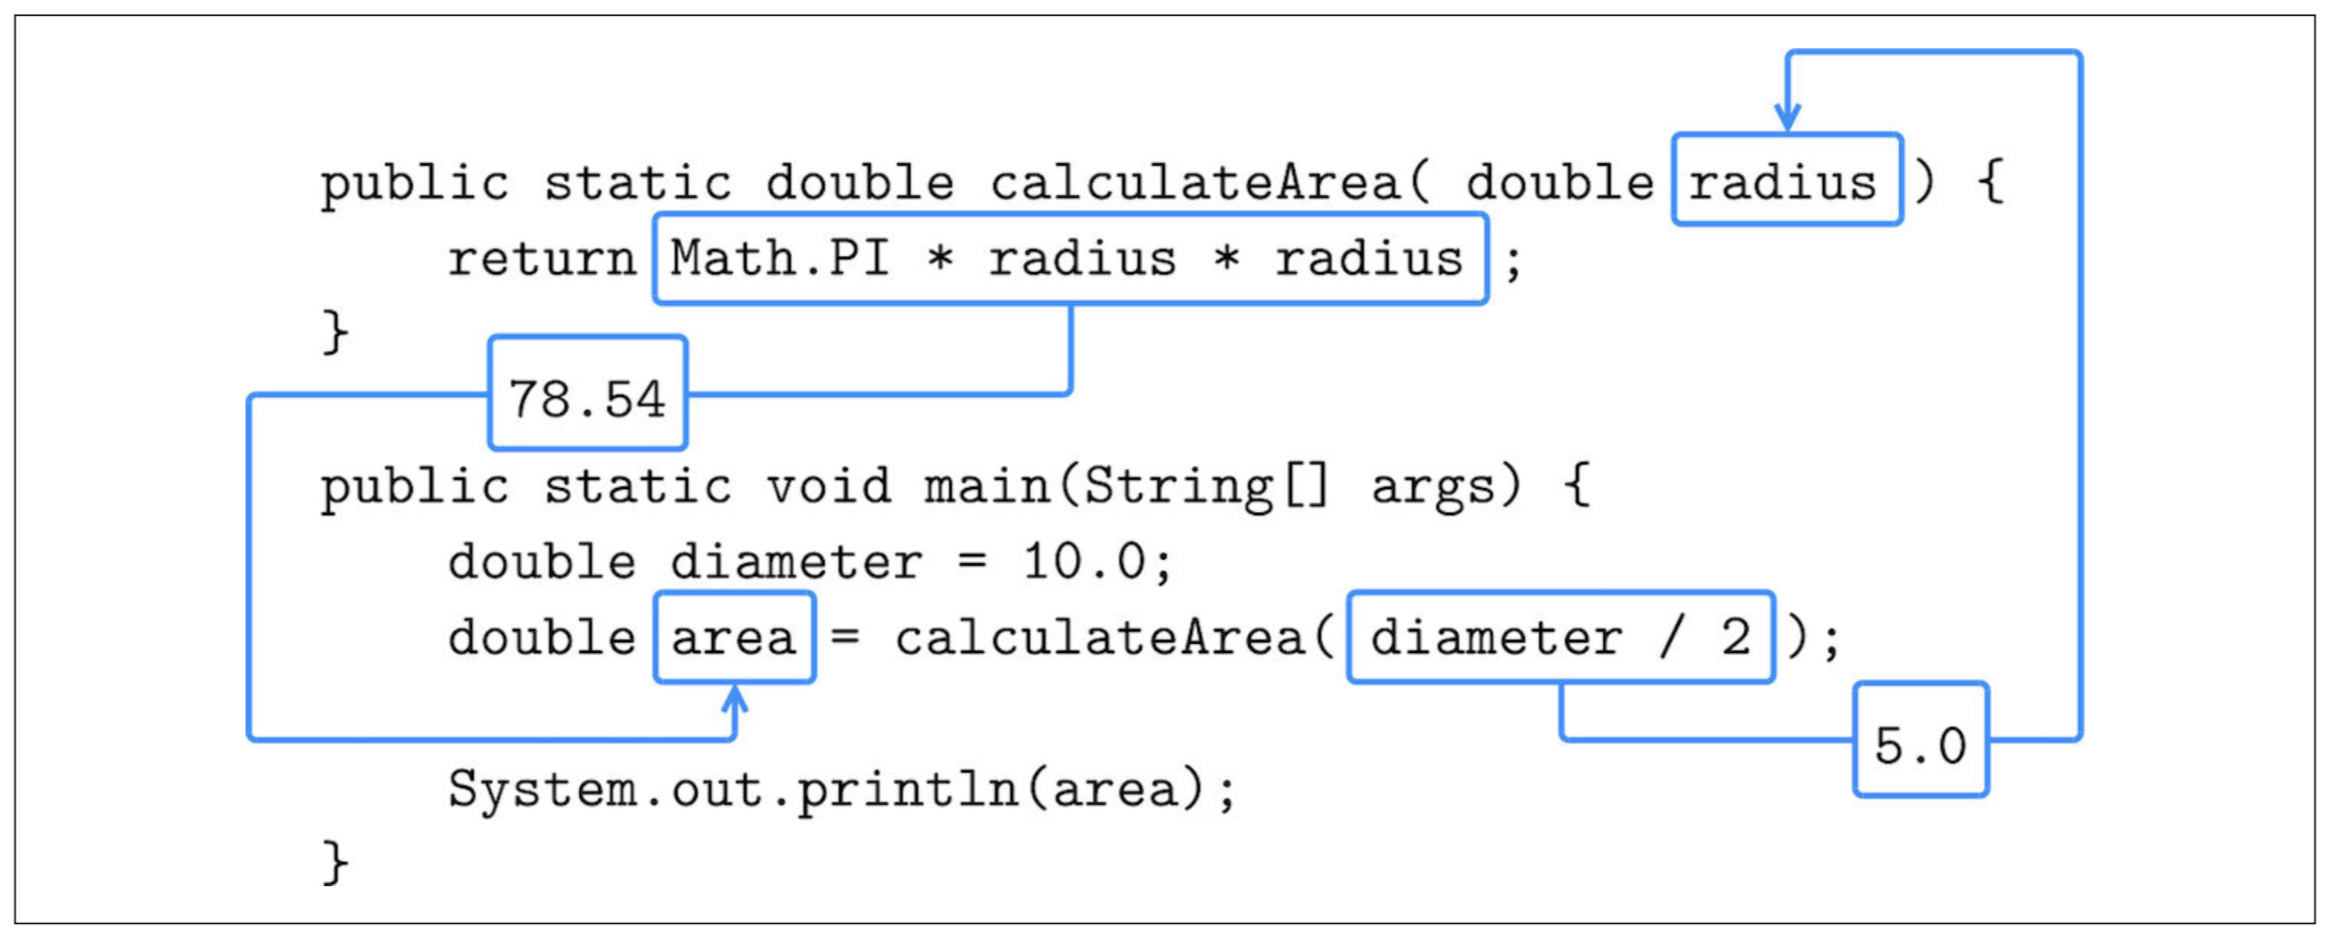 public static double calculateArea( double radius ) {
return Math.PI * radius * radius ;
}
78.54
public static void main(String[] args) {
double diameter = 10.0;
double area = calculateArea( diameter / 2 );
5.0
System.out.println(area);
}